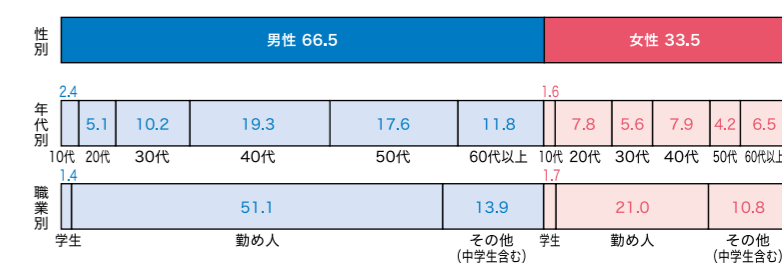 性別
男性 66.5
女性 33.5
2.4
1.6
年代別
5.1 10.2 19.3 17.6 11.8 7.8 5.6 7.9 4.2 6.5
10代 20代 30代 40代 50代 60代以上 10代 20代 30代 40代 50代 60代以上
1.4
1.7
職業別
51.1 13.9 21.0 10.8
学生 勤め人 その他 学生 勤め人 その他
(中学生含む) (中学生含む)